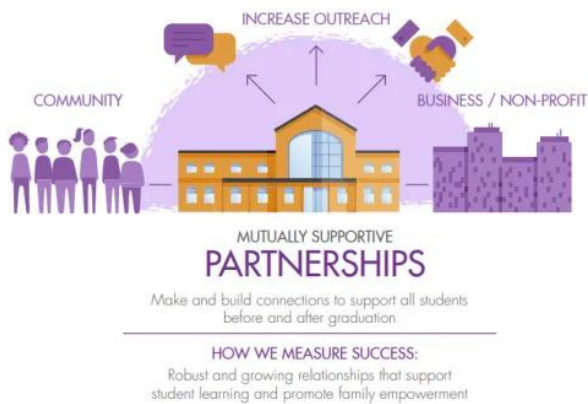 INCREASE OUTREACH
COMMUNITY
BUSINESS / NON-PROFIT
MUTUALLY SUPPORTIVE
PARTNERSHIPS
Make and build connections to support all students
before and after graduation
HOW WE MEASURE SUCCESS:
Robust and growing relationships that support
student learning and promote family empowerment